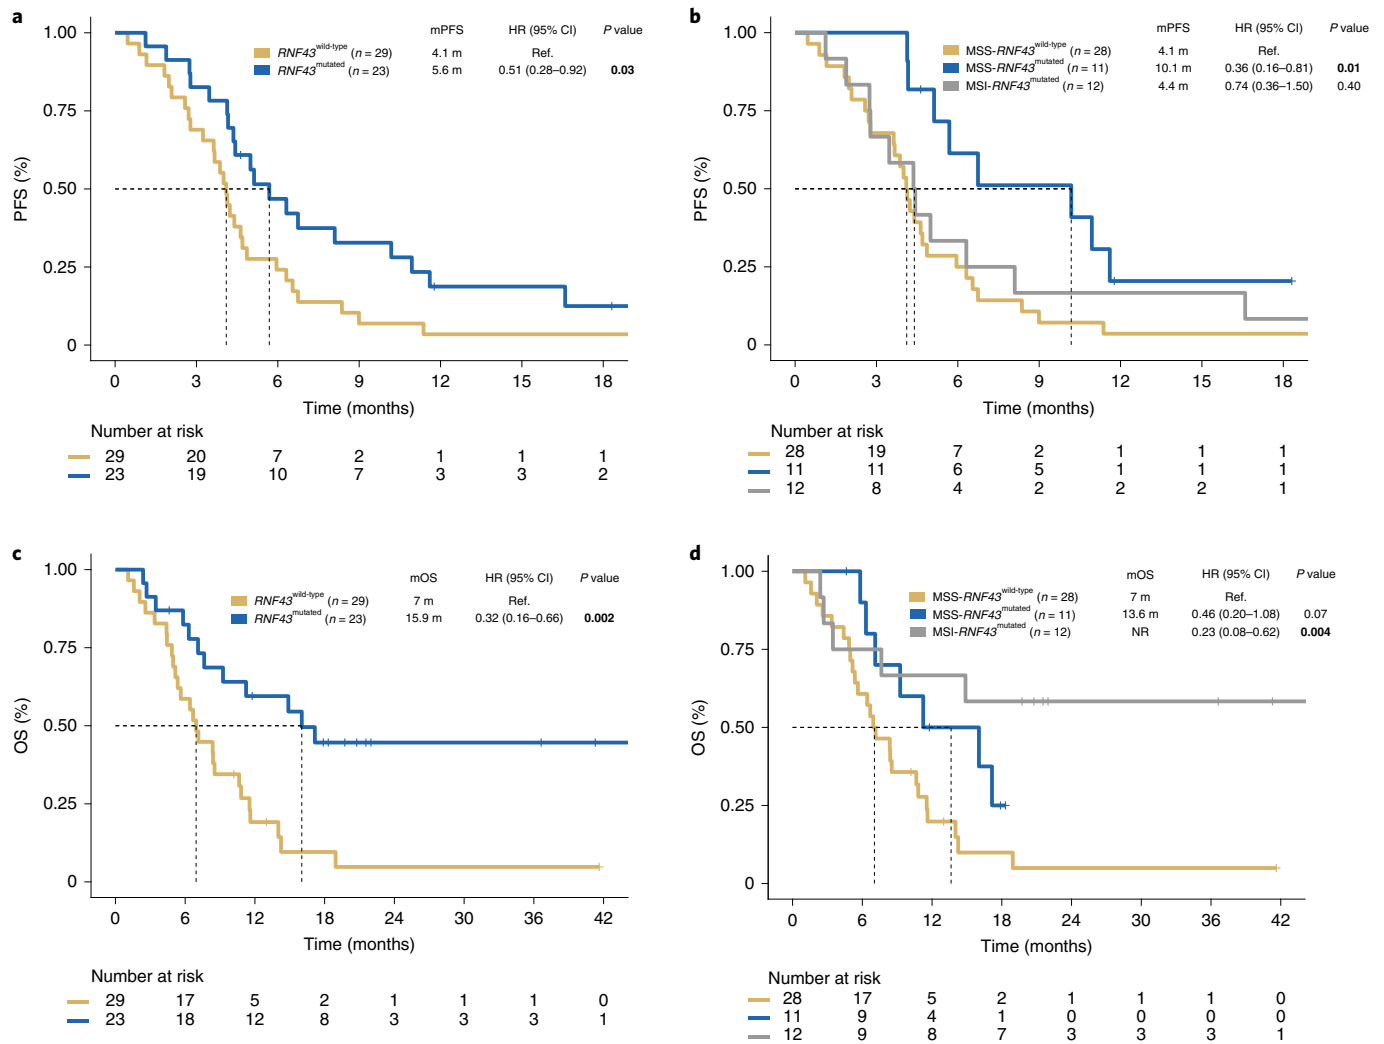 a
mPFS HR (95% CI) P value
RNF43wild-type (n = 29) 4.1 m Ref.
RNF43mutated (n = 23) 5.6 m 0.51 (0.28–0.92) 0.03
1.00
0.75
0.50
0.25
0
PFS (%)
0 3 6 9 12 15 18
Time (months)
Number at risk
29 20 7 2 1 1 1
23 19 10 7 3 3 2
b
mPFS HR (95% CI) P value
MSS-RNF43wild-type (n = 28) 4.1 m Ref.
MSS-RNF43mutated (n = 11) 10.1 m 0.36 (0.16–0.81) 0.01
MSI-RNF43mutated (n = 12) 4.4 m 0.74 (0.36–1.50) 0.40
1.00
0.75
0.50
0.25
0
PFS (%)
0 3 6 9 12 15 18
Time (months)
Number at risk
28 19 7 2 1 1 1
11 11 6 5 1 1 1
12 8 4 2 2 2 1
c
mOS HR (95% CI) P value
RNF43wild-type (n = 29) 7 m Ref.
RNF43mutated (n = 23) 15.9 m 0.32 (0.16–0.66) 0.002
1.00
0.75
0.50
0.25
0
OS (%)
0 6 12 18 24 30 36 42
Time (months)
Number at risk
29 17 5 2 1 1 1 0
23 18 12 8 3 3 3 1
d
mOS HR (95% CI) P value
MSS-RNF43wild-type (n = 28) 7 m Ref.
MSS-RNF43mutated (n = 11) 13.6 m 0.46 (0.20–1.08) 0.07
MSI-RNF43mutated (n = 12) NR 0.23 (0.08–0.62) 0.004
1.00
0.75
0.50
0.25
0
OS (%)
0 6 12 18 24 30 36 42
Time (months)
Number at risk
28 17 5 2 1 1 1 0
11 9 4 1 0 0 0 0
12 9 8 7 3 3 3 1